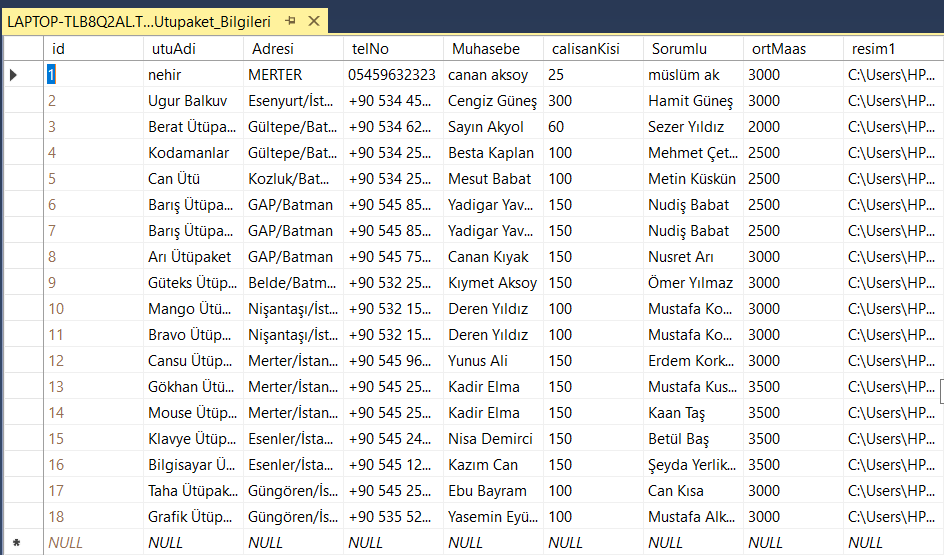 LAPTOP-TLB8Q2AL.T...Utupaket_Bilgileri
id utuAdi Adresi telNo Muhasebe calisanKisi Sorumlu ortMaas resim1
1 nehir MERTER 05459632323 canan aksoy 25 müslüm ak 3000 C:\Users\HP...
2 Ugur Balkuv Esenyurt/İst... +90 534 45... Cengiz Güneş 300 Hamit Güneş 3000 C:\Users\HP...
3 Berat Ütüpa... Gültepe/Bat... +90 534 62... Sayın Akyol 60 Sezer Yıldız 2000 C:\Users\HP...
4 Kodamanlar Gültepe/Bat... +90 534 25... Besta Kaplan 100 Mehmet Çet... 2500 C:\Users\HP...
5 Can Ütü Kozluk/Bat... +90 534 25... Mesut Babat 100 Metin Küskün 2500 C:\Users\HP...
6 Barış Ütüpa... GAP/Batman +90 545 85... Yadigar Yav... 150 Nudiş Babat 2500 C:\Users\HP...
7 Barış Ütüpa... GAP/Batman +90 545 85... Yadigar Yav... 150 Nudiş Babat 2500 C:\Users\HP...
8 Arı Ütüpaket GAP/Batman +90 545 75... Canan Kıyak 150 Nusret Arı 3000 C:\Users\HP...
9 Güteks Ütüp... Belde/Batm... +90 532 25... Kıymet Aksoy 150 Ömer Yılmaz 3000 C:\Users\HP...
10 Mango Ütü... Nişantaşı/İst... +90 532 15... Deren Yıldız 100 Mustafa Ko... 3000 C:\Users\HP...
11 Bravo Ütüp... Nişantaşı/İst... +90 532 15... Deren Yıldız 100 Mustafa Ko... 3000 C:\Users\HP...
12 Cansu Ütüp... Merter/İstan... +90 545 96... Yunus Ali 150 Erdem Kork... 3000 C:\Users\HP...
13 Gökhan Ütü... Merter/İstan... +90 545 25... Kadir Elma 150 Mustafa Kus... 3500 C:\Users\HP...
14 Mouse Ütüp... Merter/İstan... +90 545 25... Kadir Elma 150 Kaan Taş 3500 C:\Users\HP...
15 Klavye Ütüp... Esenler/İsta... +90 545 24... Nisa Demirci 150 Betül Baş 3500 C:\Users\HP...
16 Bilgisayar Ü... Esenler/İsta... +90 545 12... Kazım Can 150 Şeyda Yerlik... 3500 C:\Users\HP...
17 Taha Ütüpak... Güngören/İs... +90 545 25... Ebu Bayram 100 Can Kısa 3000 C:\Users\HP...
18 Grafik Ütüp... Güngören/İs... +90 535 52... Yasemin Eyü... 100 Mustafa Alk... 3000 C:\Users\HP...
NULL NULL NULL NULL NULL NULL NULL NULL NULL